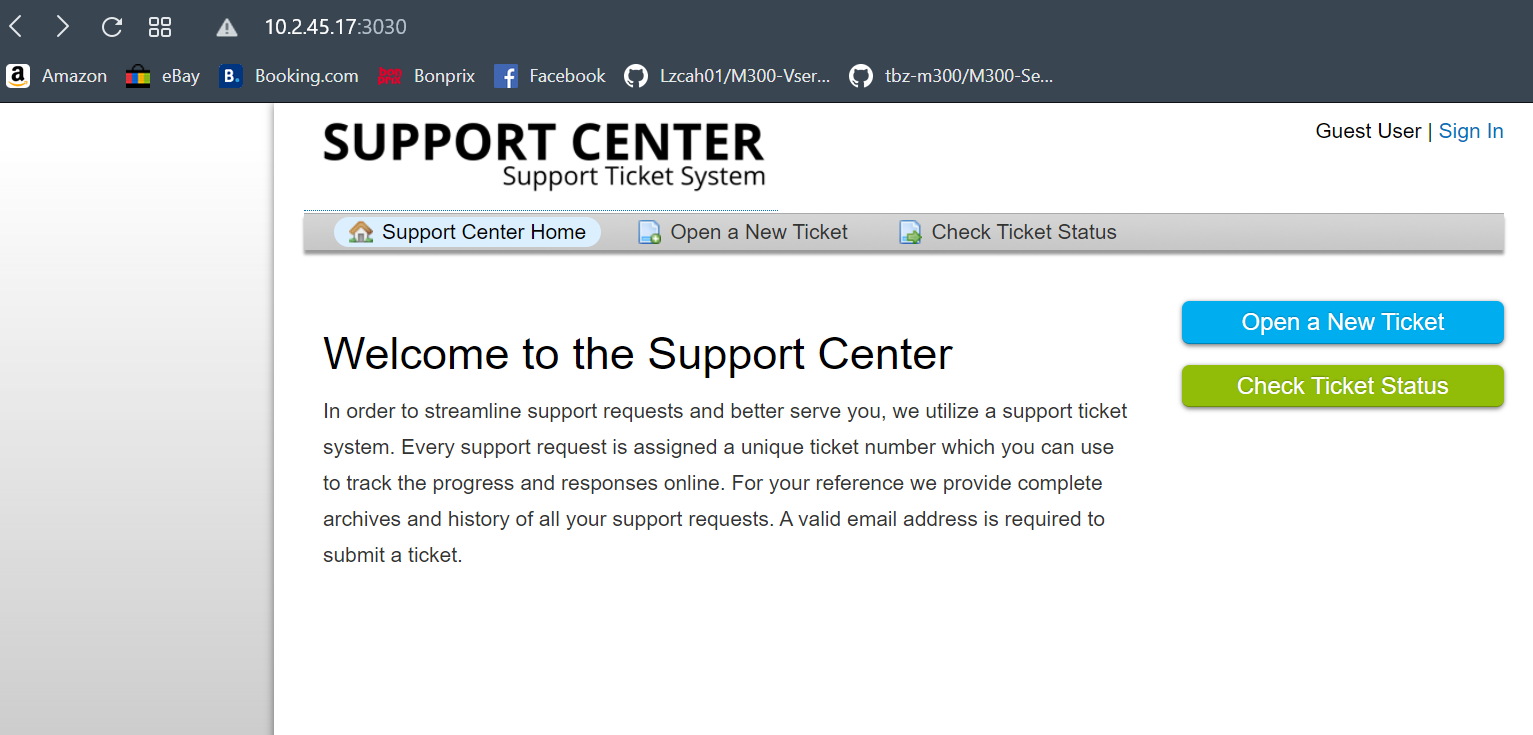 10.2.45.17:3030
a Amazon eBay B. Booking.com bon prix Bonprix f Facebook Lzcah01/M300-Vser... tbz-m300/M300-Se...
SUPPORT CENTER
Support Ticket System
Guest User | Sign In
Support Center Home Open a New Ticket Check Ticket Status
Welcome to the Support Center
In order to streamline support requests and better serve you, we utilize a support ticket
system. Every support request is assigned a unique ticket number which you can use
to track the progress and responses online. For your reference we provide complete
archives and history of all your support requests. A valid email address is required to
submit a ticket.
Open a New Ticket
Check Ticket Status